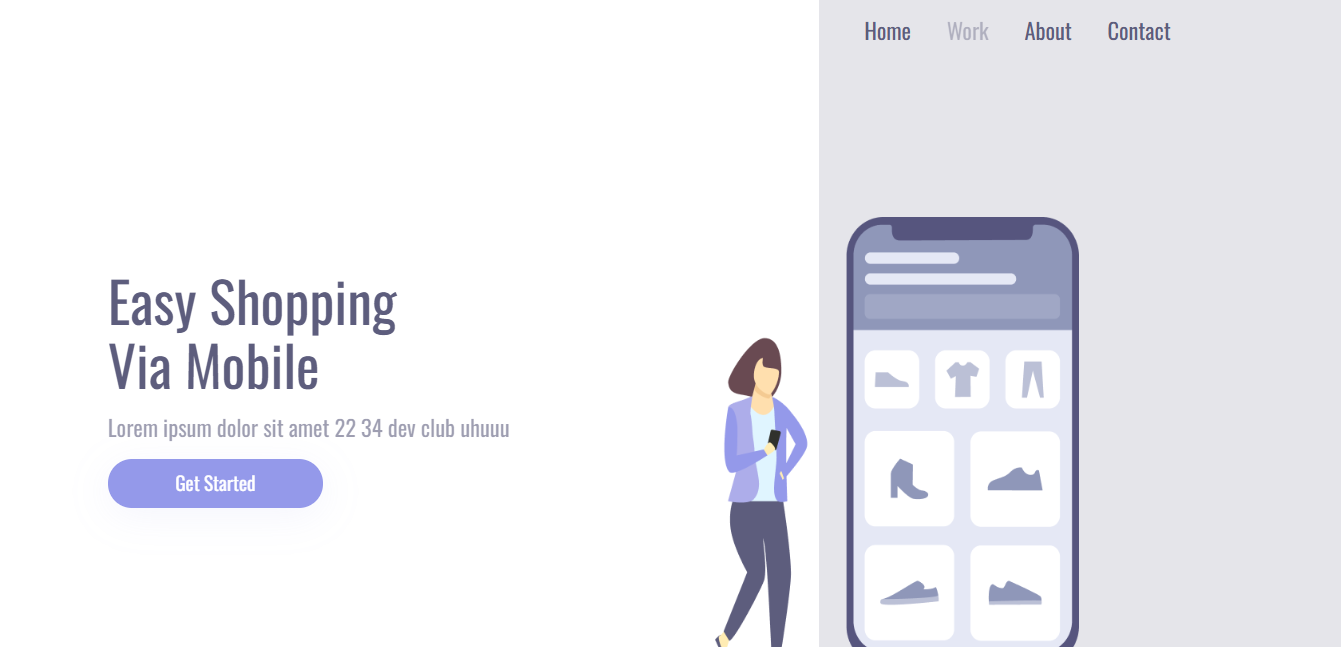 Home Work About Contact
Easy Shopping
Via Mobile
Lorem ipsum dolor sit amet 22 34 dev club uhuuu
Get Started